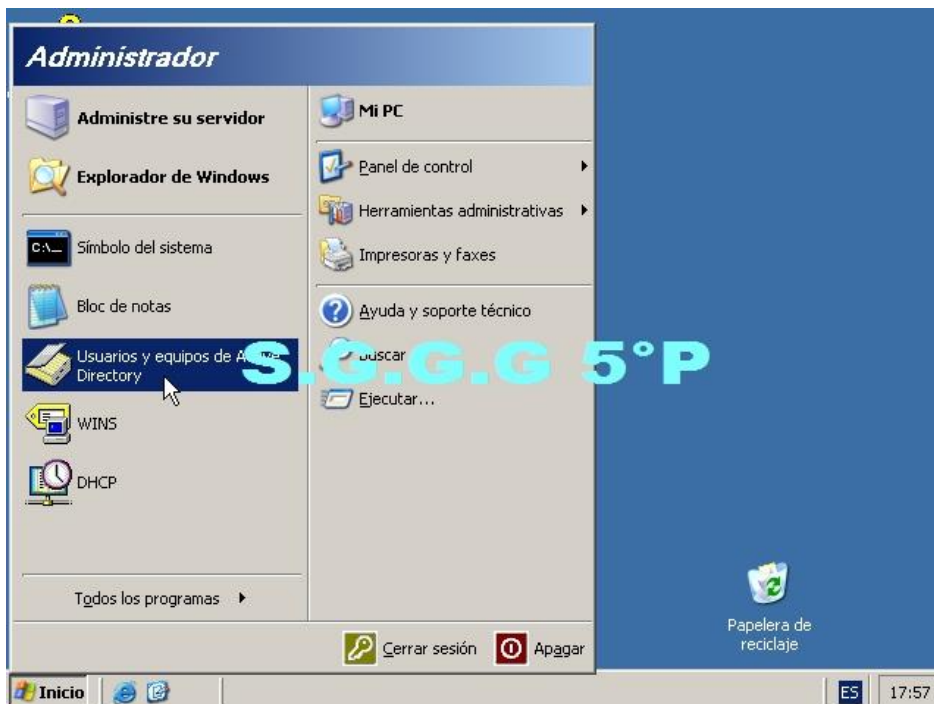 Administrador
Administre su servidor
Explorador de Windows
Símbolo del sistema
Bloc de notas
Usuarios y equipos de
Directory
WINS
DHCP
Todos los programas
Mi PC
Panel de control
Herramientas administrativas
Impresoras y faxes
Ayuda y soporte técnico
Buscar
Ejecutar...
S.G.G.G 5°P
Cerrar sesión
Apagar
Papelera de
reciclaje
Inicio
ES
17:57